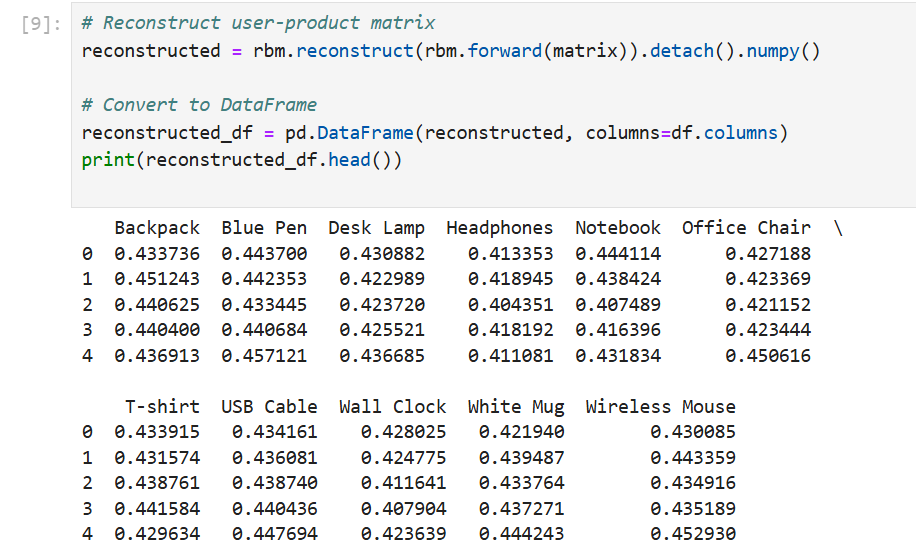 [9]: # Reconstruct user-product matrix
reconstructed = rbm.reconstruct(rbm.forward(matrix)).detach().numpy()
# Convert to DataFrame
reconstructed_df = pd.DataFrame(reconstructed, columns=df.columns)
print(reconstructed_df.head())
Backpack Blue Pen Desk Lamp Headphones Notebook Office Chair \
0 0.433736 0.443700 0.430882 0.413353 0.444114 0.427188
1 0.451243 0.442353 0.422989 0.418945 0.438424 0.423369
2 0.440625 0.433445 0.423720 0.404351 0.407489 0.421152
3 0.440400 0.440684 0.425521 0.418192 0.416396 0.423444
4 0.436913 0.457121 0.436685 0.411081 0.431834 0.450616
T-shirt USB Cable Wall Clock White Mug Wireless Mouse
0 0.433915 0.434161 0.428025 0.421940 0.430085
1 0.431574 0.436081 0.424775 0.439487 0.443359
2 0.438761 0.438740 0.411641 0.433764 0.434916
3 0.441584 0.440436 0.407904 0.437271 0.435189
4 0.429634 0.447694 0.423639 0.444243 0.452930